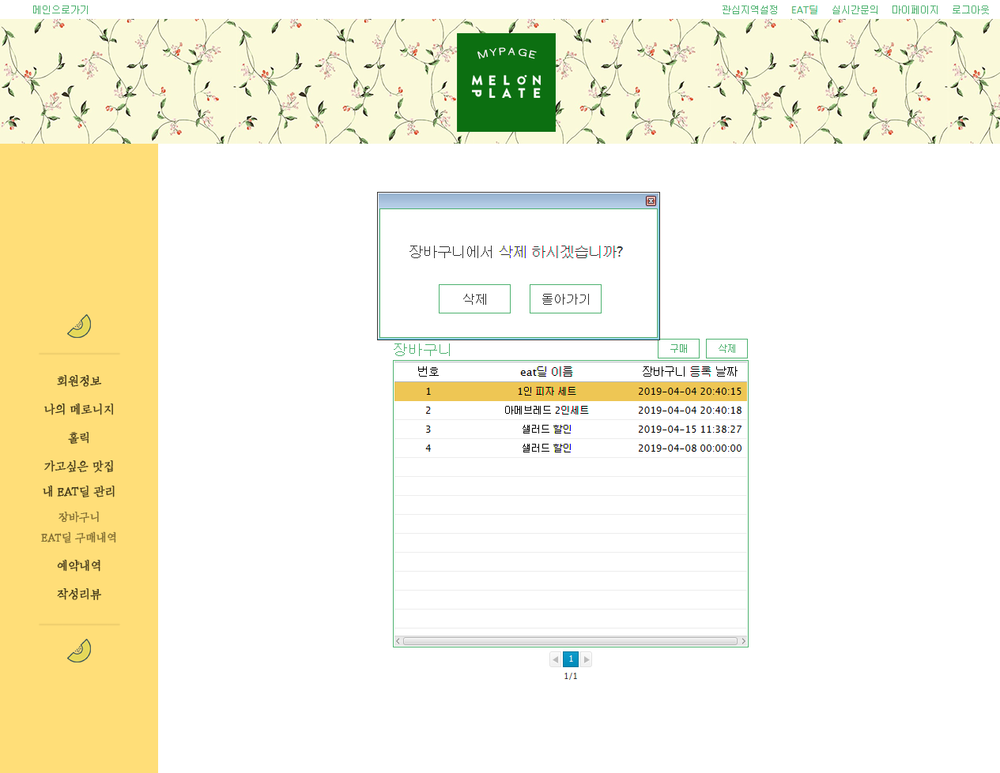 메인으로가기
관심지역설정 EAT딜 실시간문의 마이페이지 로그아웃
MYPAGE
MELON
PLATE
장바구니에서 삭제 하시겠습니까?
삭제 돌아가기
장바구니 구매 삭제
번호 eat딜 이름 장바구니 등록 날짜
1 1인 피자 세트 2019-04-04 20:40:15
2 아메브레드 2인세트 2019-04-04 20:40:18
3 샐러드 할인 2019-04-15 11:38:27
4 샐러드 할인 2019-04-08 00:00:00
1
1/1
회원정보
나의 메로니지
홀릭
가고싶은 맛집
내 EAT딜 관리
장바구니
EAT딜 구매내역
예약내역
작성리뷰